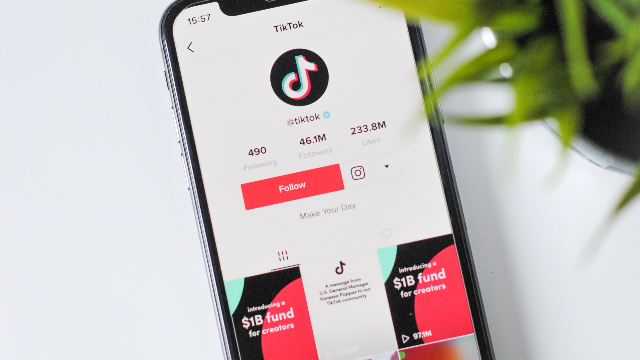 15:57
TikTok
@tiktok
490
46.1M
233.8M
Following
Followers
Likes
Follow
Make Your Day
introducing a
$1B fund
for creators
A message from
U.S. General Manager
Vanessa Pappas to our
TikTok community
introducing a
$1B fund
for creators
97.1M